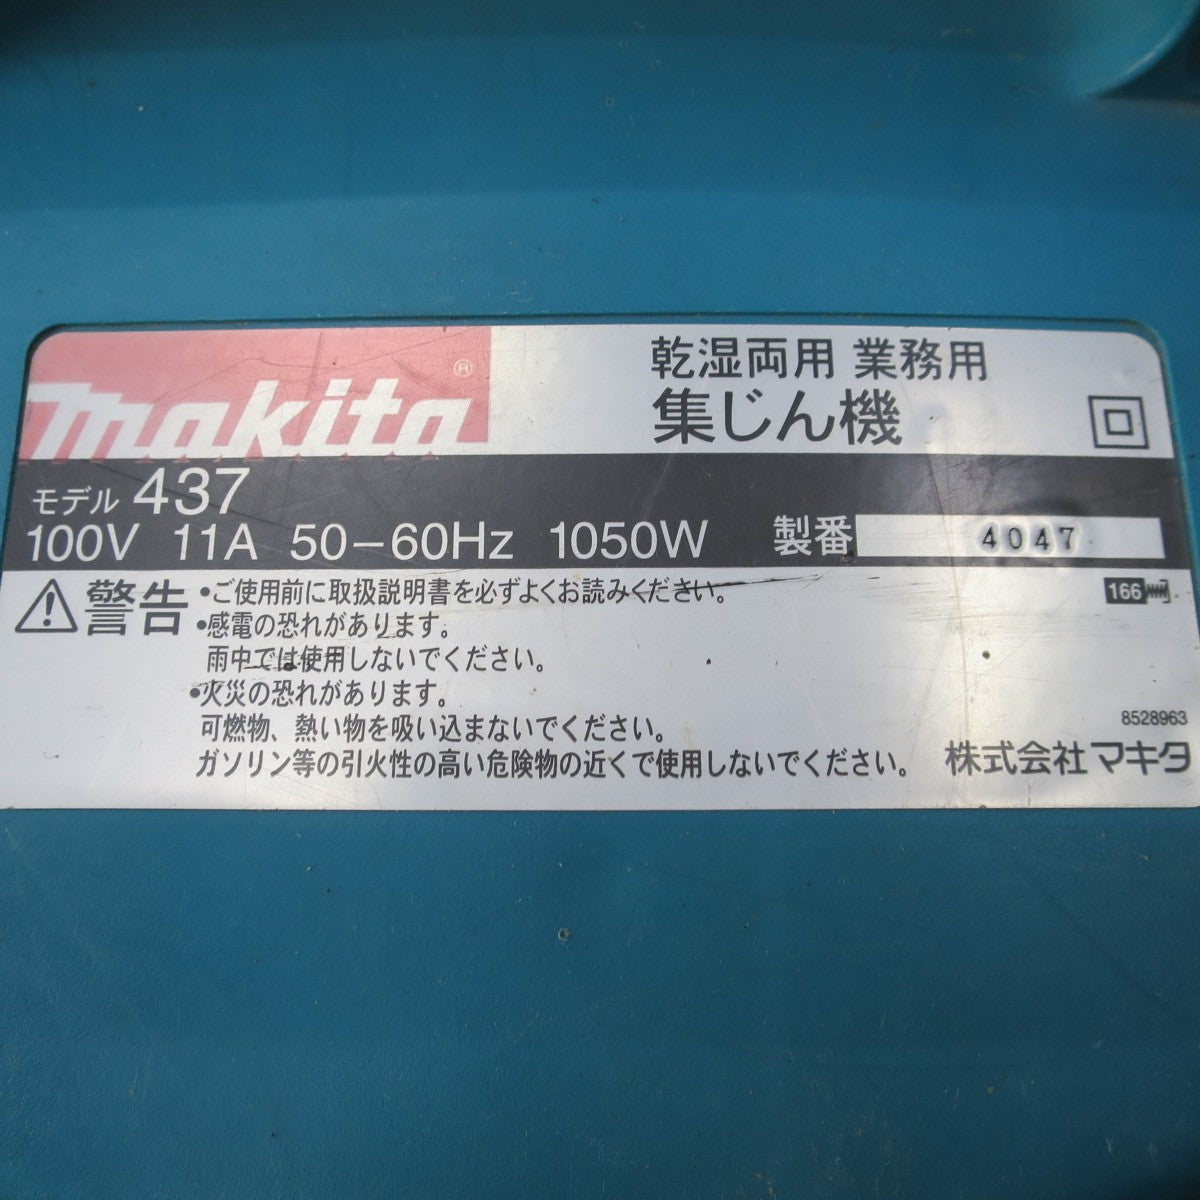 makita®
乾湿両用 業務用
集じん機
モデル 437
100V 11A 50-60Hz 1050W 製番 4047
警告
•ご使用前に取扱説明書を必ずよくお読みください。
•感電の恐れがあります。
雨中では使用しないでください。
•火災の恐れがあります。
可燃物、熱い物を吸い込まないでください。
ガソリン等の引火性の高い危険物の近くで使用しないでください。
166
8528963
株式会社マキタ